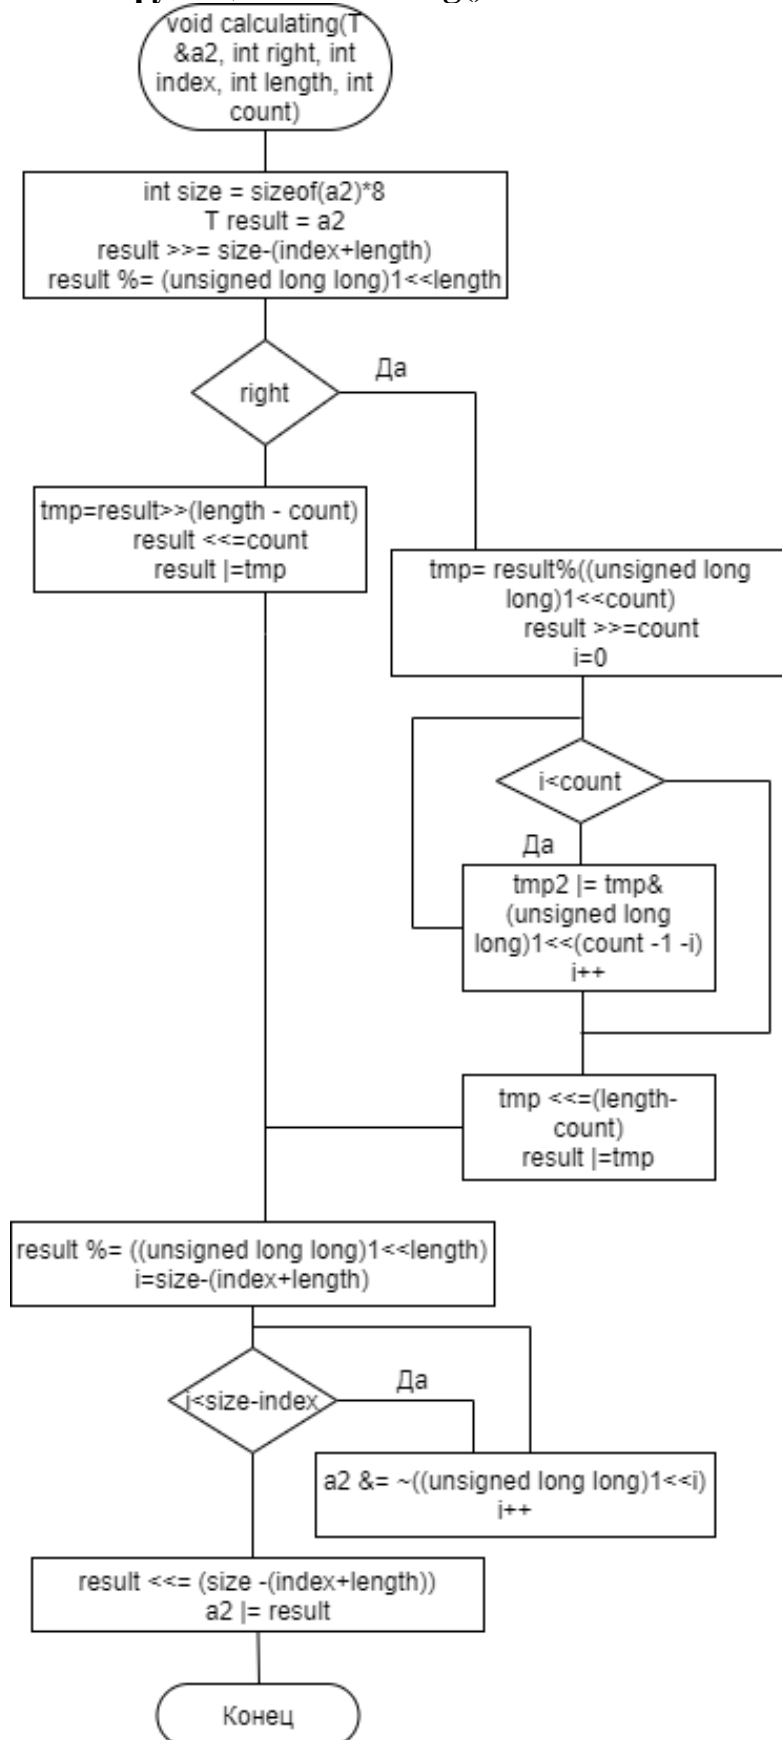 void calculating(T
&a2, int right, int
index, int length, int
count)
int size = sizeof(a2)*8
T result = a2
result >>= size-(index+length)
result %= (unsigned long long)1<<length
right
Да
tmp=result>>(length - count)
result <<=count
result |=tmp
tmp= result%((unsigned long
long)1<<count)
result >>=count
i=0
i<count
Да
tmp2 |= tmp&
(unsigned long
long)1<<(count -1 -i)
i++
tmp <<=(length-
count)
result |=tmp
result %= ((unsigned long long)1<<length)
i=size-(index+length)
i<size-index
Да
a2 &= ~((unsigned long long)1<<i)
i++
result <<= (size -(index+length))
a2 |= result
Конец